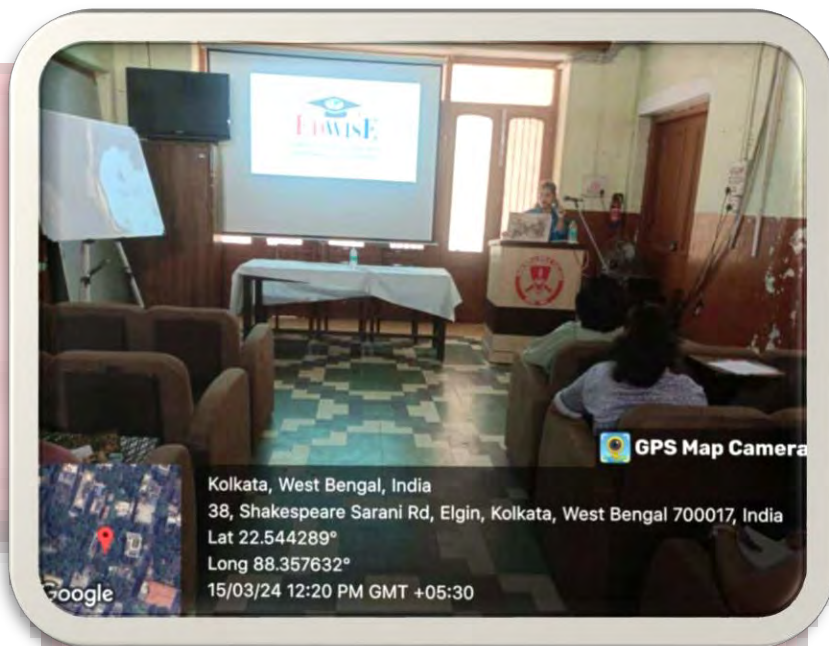 EDWISE
GPS Map Camera
Kolkata, West Bengal, India
38, Shakespeare Sarani Rd, Elgin, Kolkata, West Bengal 700017, India
Lat 22.544289°
Long 88.357632°
15/03/24 12:20 PM GMT +05:30
Google